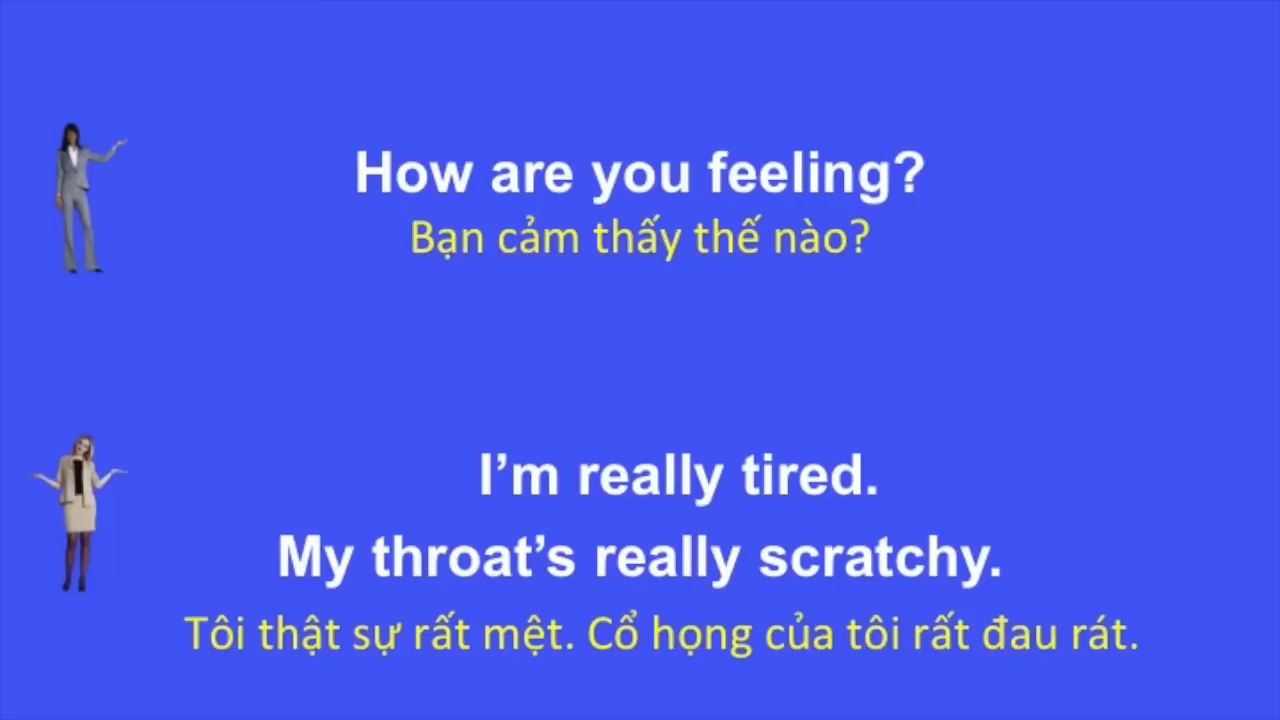 How are you feeling?
Bạn cảm thấy thế nào?
I’m really tired.
My throat’s really scratchy.
Tôi thật sự rất mệt. Cổ họng của tôi rất đau rát.